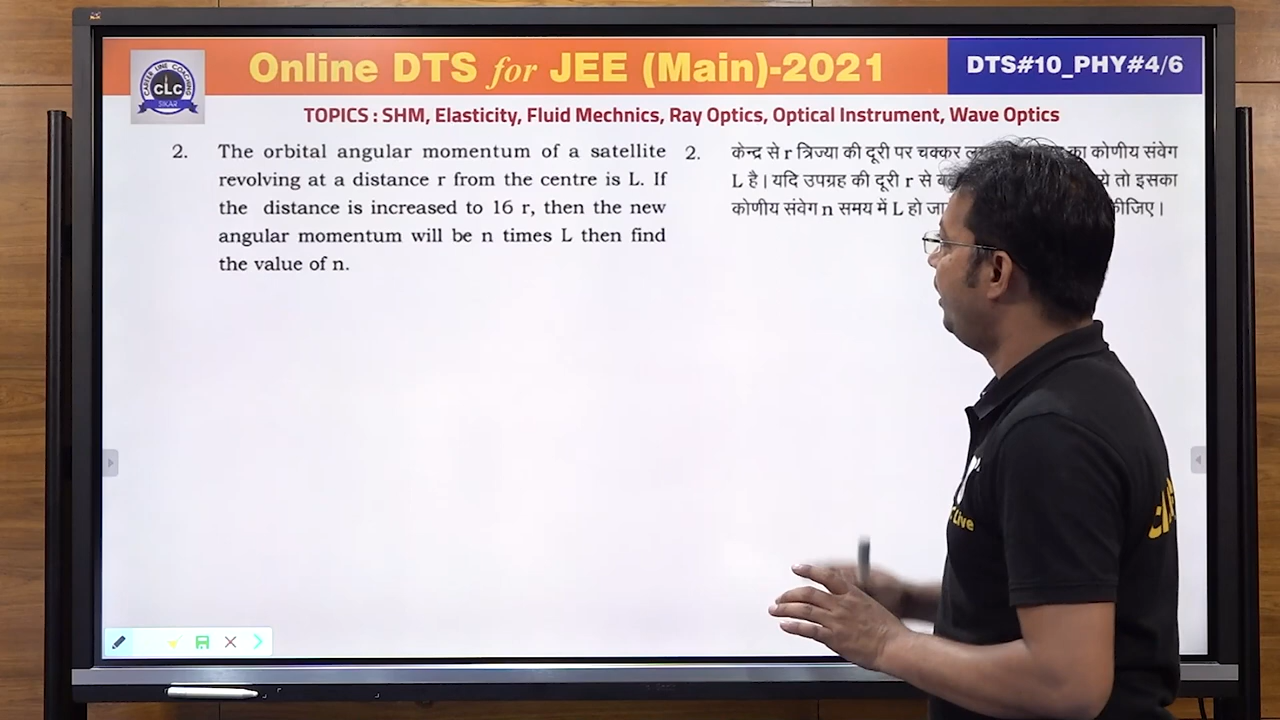 Online DTS for JEE (Main)-2021
DTS#10_PHY#4/6
CAREER LINE COACHING
CLC
SIKAR
TOPICS : SHM, Elasticity, Fluid Mechnics, Ray Optics, Optical Instrument, Wave Optics
2. The orbital angular momentum of a satellite
revolving at a distance r from the centre is L. If
the distance is increased to 16 r, then the new
angular momentum will be n times L then find
the value of n.
2. केन्द्र से r त्रिज्या की दूरी पर चक्कर का कोणीय संवेग
L है। यदि उपग्रह की दूरी r से तो इसका
कोणीय संवेग n समय में L हो
Live